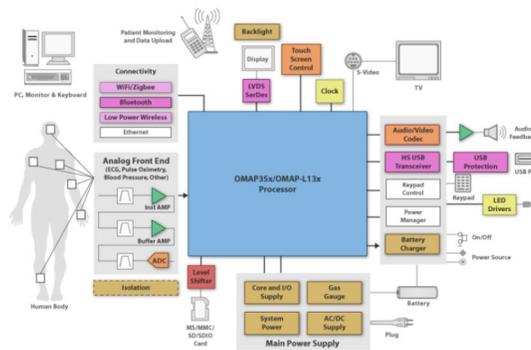 Patient Monitoring
and Data Upload
Backlight
Display
Touch
Screen
Control
S-Video
TV
PC, Monitor & Keyboard
Connectivity
WiFi/Zigbee
Bluetooth
Low Power Wireless
Ethernet
LVDS
SerDes
Clock
Analog Front End
(ECG, Pulse Oximetry,
Blood Pressure, Other)
Inst AMP
Buffer AMP
ADC
Isolation
Human Body
OMAP35x/OMAP-L13x
Processor
Audio/Video
Codec
Audio
Feedba
HS USB
Transceiver
USB
Protection
USB P
Keypad
Control
Keypad
LED
Drivers
Power
Manager
Battery
Charger
On/Off
Power Source
Level
Shifter
MS/MMC/
SD/SDIO
Card
Core and I/O
Supply
Gas
Gauge
System
Power
AC/DC
Supply
Main Power Supply
Battery
Plug